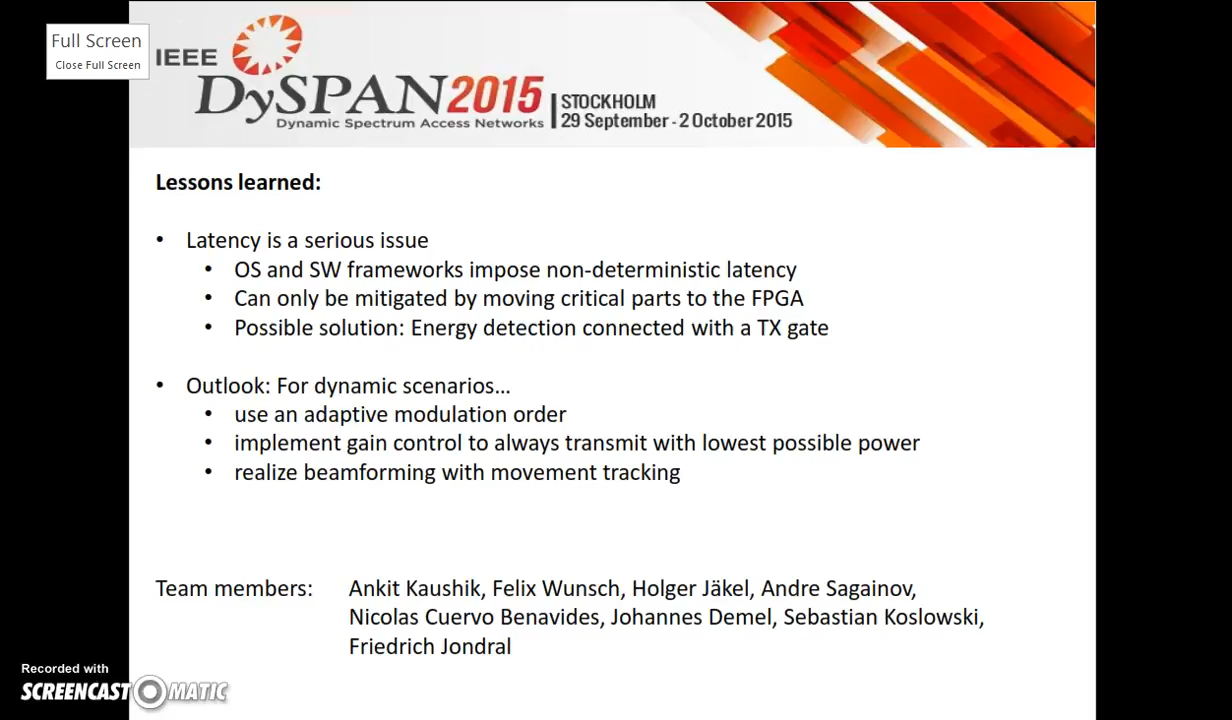 Full Screen
Close Full Screen
IEEE
DySPAN 2015
STOCKHOLM
29 September - 2 October 2015
Dynamic Spectrum Access Networks
Lessons learned:
• Latency is a serious issue
• OS and SW frameworks impose non-deterministic latency
• Can only be mitigated by moving critical parts to the FPGA
• Possible solution: Energy detection connected with a TX gate
• Outlook: For dynamic scenarios...
• use an adaptive modulation order
• implement gain control to always transmit with lowest possible power
• realize beamforming with movement tracking
Team members: Ankit Kaushik, Felix Wunsch, Holger Jäkel, Andre Sagainov,
Nicolas Cuervo Benavides, Johannes Demel, Sebastian Koslowski,
Friedrich Jondral
Recorded with
SCREENCAST-O-MATIC